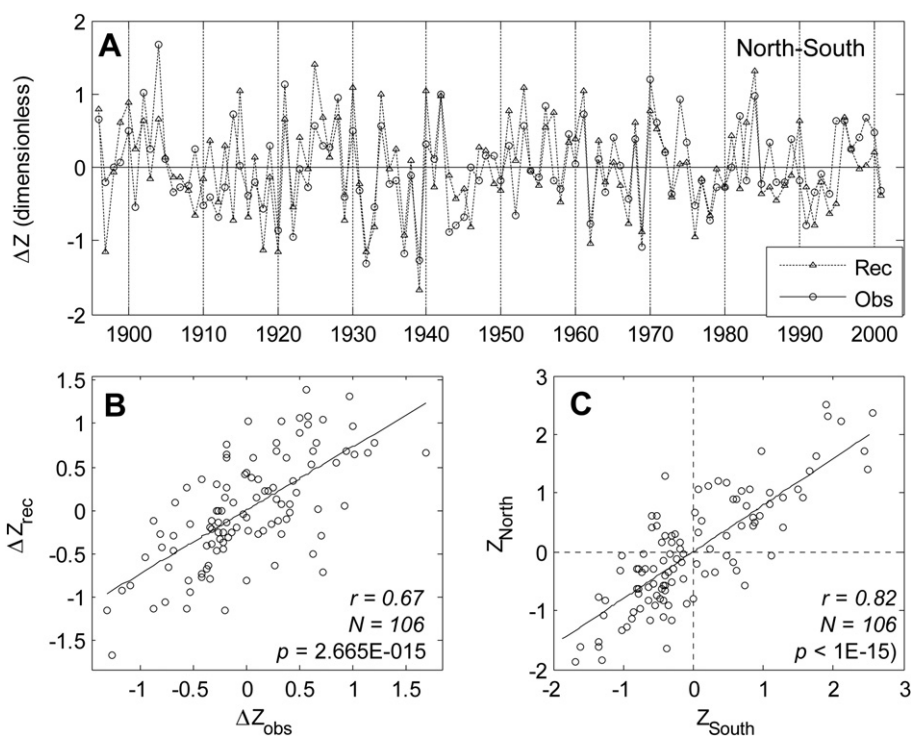 2
A
North-South
1
0
-1
-2
ΔZ (dimensionless)
Rec
Obs
1900 1910 1920 1930 1940 1950 1960 1970 1980 1990 2000
B
1.5
1
0.5
0
-0.5
-1
-1.5
ΔZrec
r = 0.67
N = 106
p = 2.665E-015
-1 -0.5 0 0.5 1 1.5
ΔZobs
C
3
2
1
0
-1
-2
ZNorth
r = 0.82
N = 106
p < 1E-15)
-2 -1 0 1 2 3
ZSouth